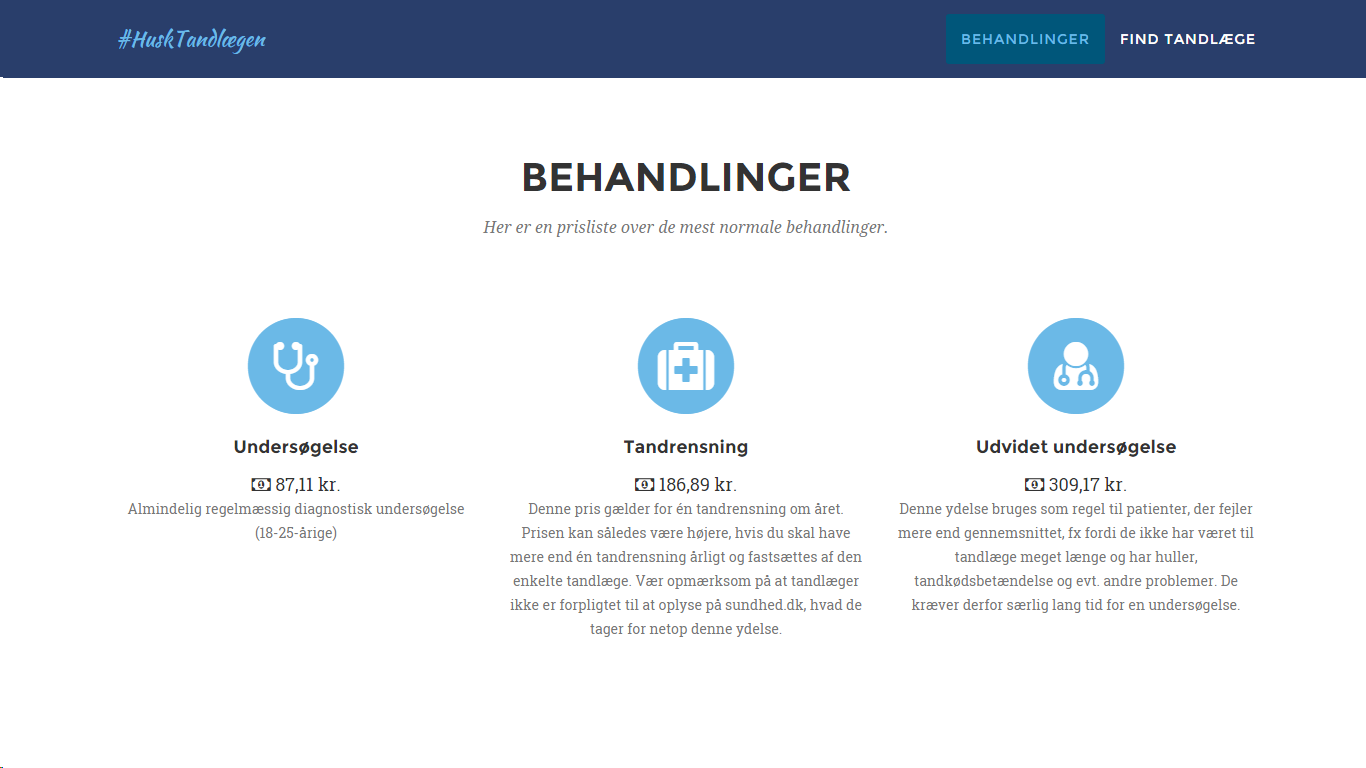 #HuskTandlægen
BEHANDLINGER
FIND TANDLÆGE
BEHANDLINGER
Her er en prisliste over de mest normale behandlinger.
Undersøgelse
87,11 kr.
Almindelig regelmæssig diagnostisk undersøgelse
(18-25-årige)
Tandrensning
186,89 kr.
Denne pris gælder for én tandrensning om året.
Prisen kan således være højere, hvis du skal have
mere end én tandrensning årligt og fastsættes af den
enkelte tandlæge. Vær opmærksom på at tandlæger
ikke er forpligtet til at oplyse på sundhed.dk, hvad de
tager for netop denne ydelse.
Udvidet undersøgelse
309,17 kr.
Denne ydelse bruges som regel til patienter, der fejler
mere end gennemsnittet, fx fordi de ikke har været til
tandlæge meget længe og har huller,
tandkødsbetændelse og evt. andre problemer. De
kræver derfor særlig lang tid for en undersøgelse.